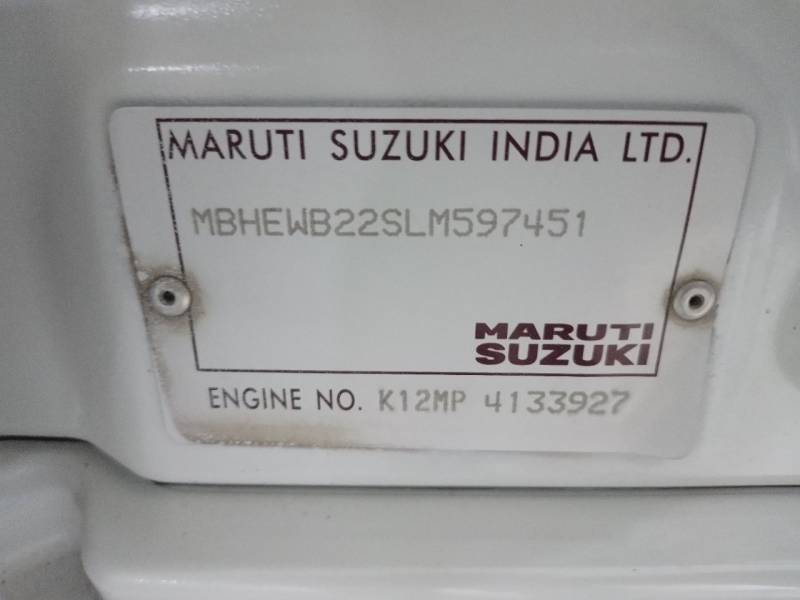 MARUTI SUZUKI INDIA LTD.
MBHEWB22SLM597451
MARUTI
SUZUKI
ENGINE NO. K12MP 4133927